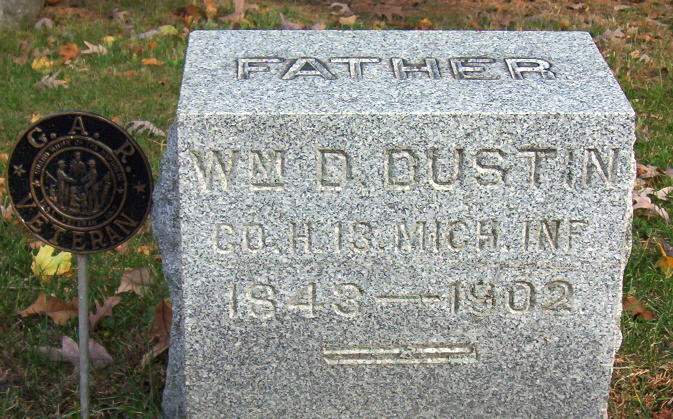 FATHER
WM D. DUSTIN
CO. H. 13. MICH. INF.
1843—1902.
G. A. R.
VETERAN